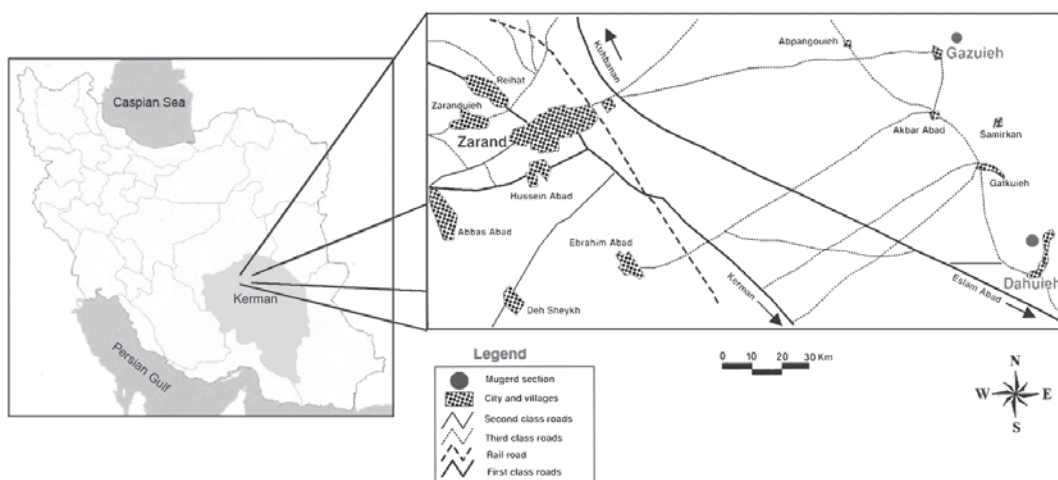 Caspian Sea
Kerman
Persian Gulf
Kuhbanan
Abpangouieh
Gazuieh
Reihat
Zaranduieh
Zarand
Akbar Abad
Samirkan
Gatkuieh
Hussein Abad
Abbas Abad
Ebrahim Abad
Dahuieh
Deh Sheykh
Kerman
Eslam Abad
Legend
Mugerd section
City and villages
Second class roads
Third class roads
Rail road
First class roads
0 10 20 30 Km
N
W E
S